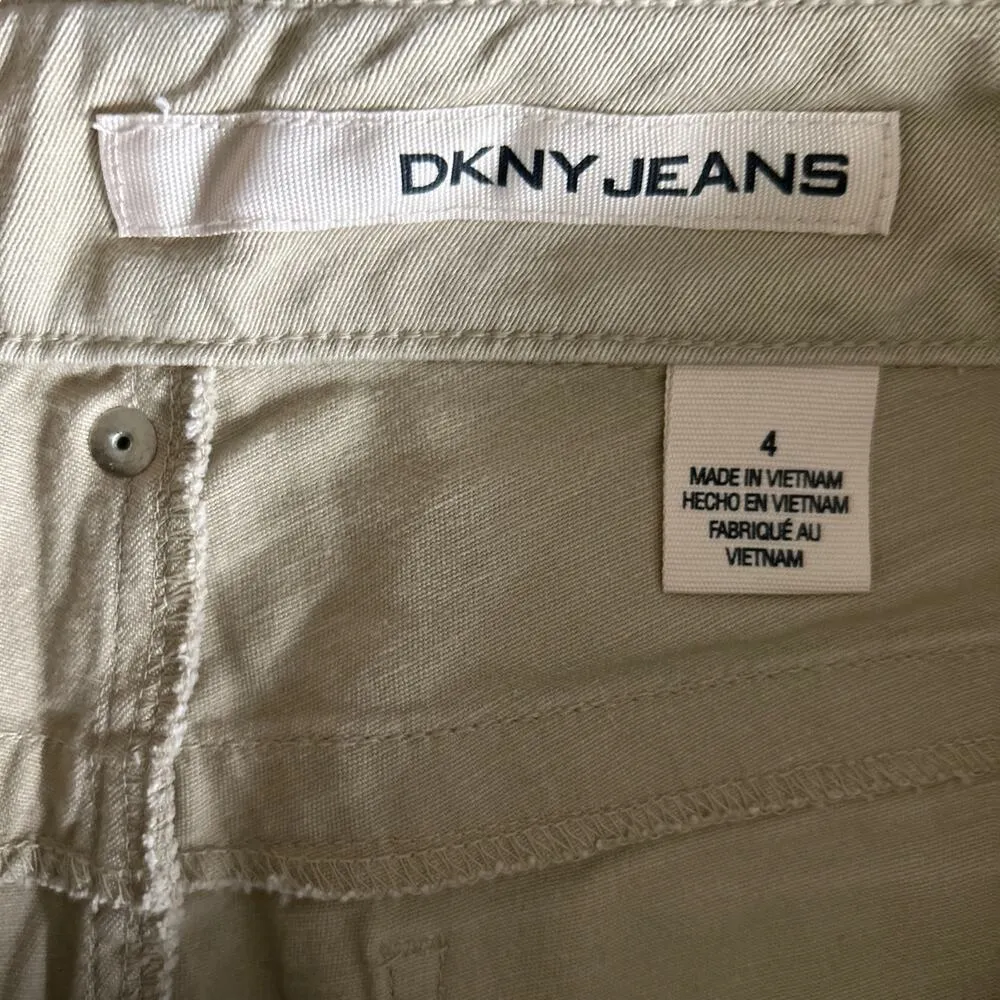 DKNY JEANS
4
MADE IN VIETNAM
HECHO EN VIETNAM
FABRIQUÉ AU
VIETNAM